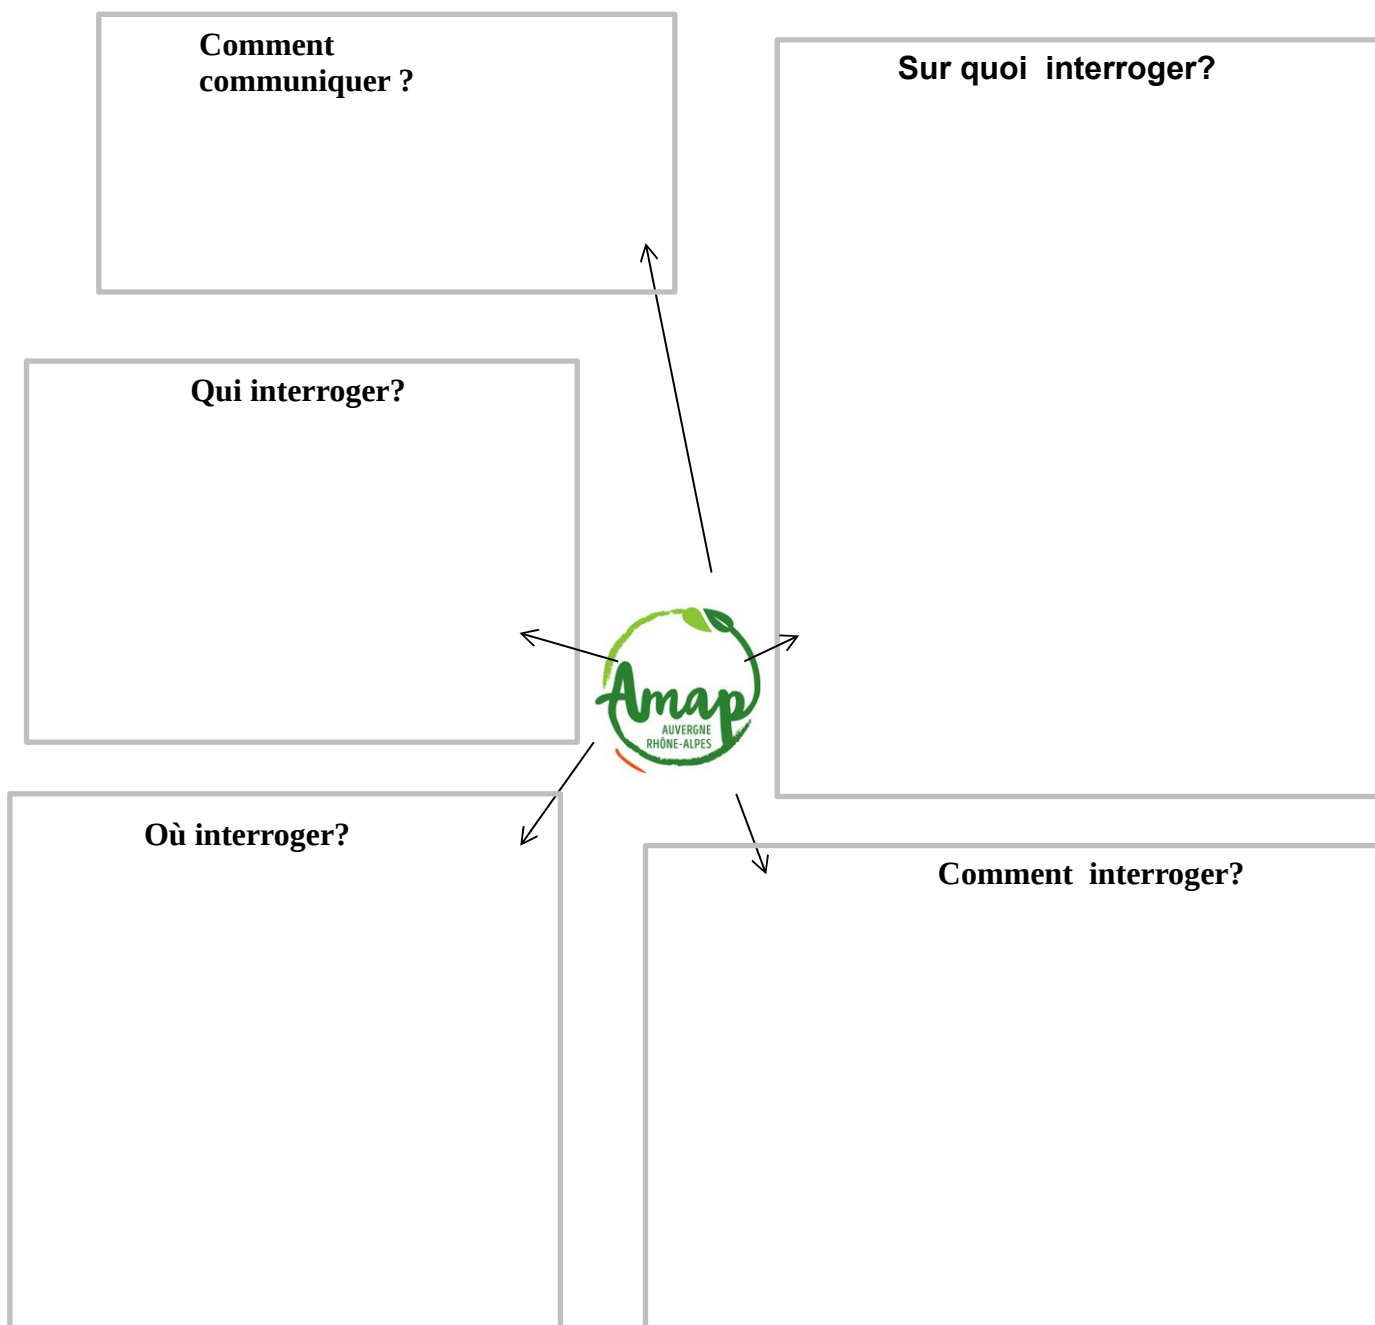 Comment
communiquer ?
Sur quoi  interroger?
Qui interroger?
Amap
AUVERGNE
RHÔNE-ALPES
Où interroger?
Comment  interroger?